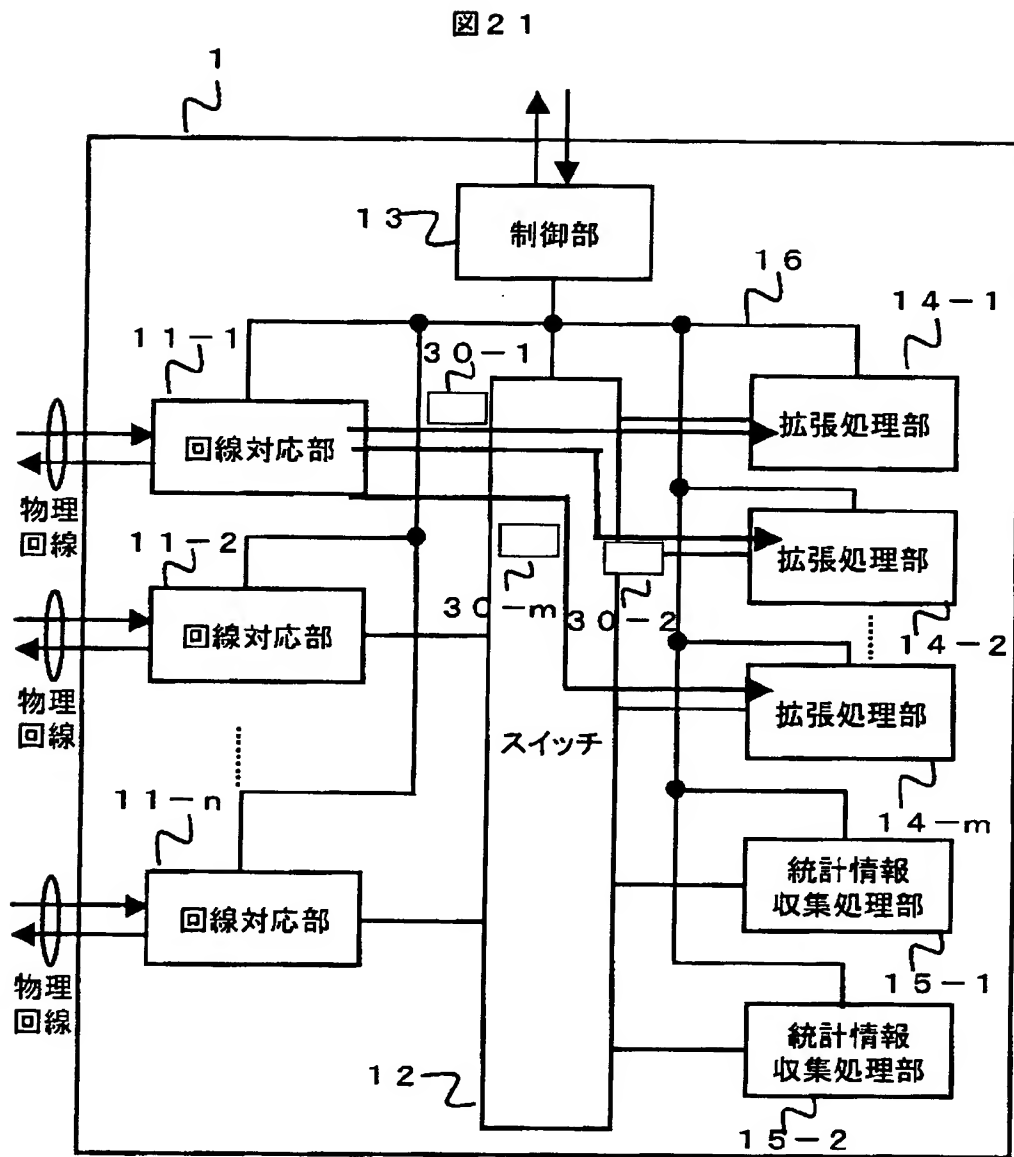 図21
1
13
制御部
16
14-1
11-1
30-1
拡張処理部
回線対応部
物理
回線
11-2
拡張処理部
30-m
30-2
14-2
回線対応部
物理
回線
拡張処理部
スイッチ
11-n
14-m
統計情報
収集処理部
回線対応部
15-1
物理
回線
統計情報
収集処理部
12
15-2